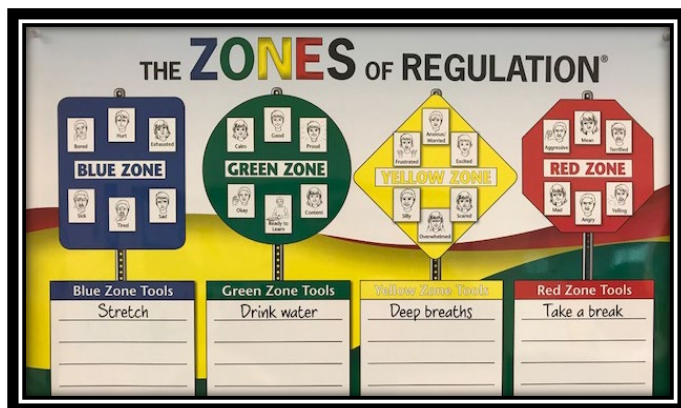 THE ZONES OF REGULATION®
Bored
Hurt
Exhausted
BLUE ZONE
Sick
Tired
Sad
Calm
Good
Proud
GREEN ZONE
Okay
Ready to
Learn
Content
Frustrated
Anxious/
Worried
Excited
YELLOW ZONE
Silly
Overwhelmed
Scared
Aggressive
Mean
Terrified
RED ZONE
Mad
Angry
Yelling
Blue Zone Tools
Stretch
Green Zone Tools
Drink water
Yellow Zone Tools
Deep breaths
Red Zone Tools
Take a break